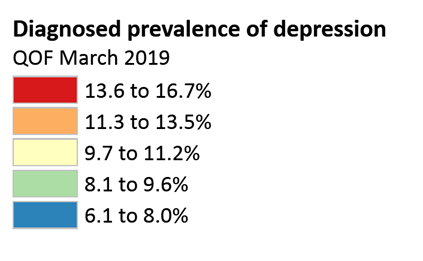 Diagnosed prevalence of depression
QOF March 2019
13.6 to 16.7%
11.3 to 13.5%
9.7 to 11.2%
8.1 to 9.6%
6.1 to 8.0%